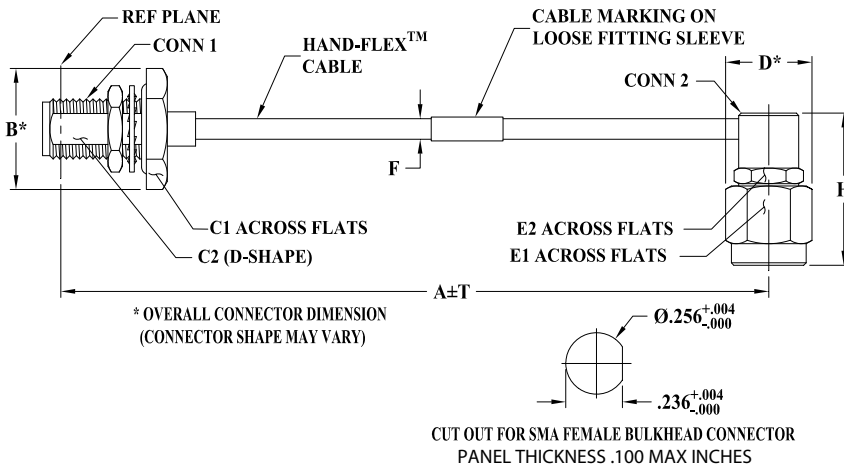 REF PLANE
CONN 1
HAND-FLEX™
CABLE
CABLE MARKING ON
LOOSE FITTING SLEEVE
D*
CONN 2
B*
F
H
C1 ACROSS FLATS
C2 (D-SHAPE)
E2 ACROSS FLATS
E1 ACROSS FLATS
A±T
* OVERALL CONNECTOR DIMENSION
(CONNECTOR SHAPE MAY VARY)
Ø.256 +.004
-.000
.236 +.004
-.000
CUT OUT FOR SMA FEMALE BULKHEAD CONNECTOR
PANEL THICKNESS .100 MAX INCHES